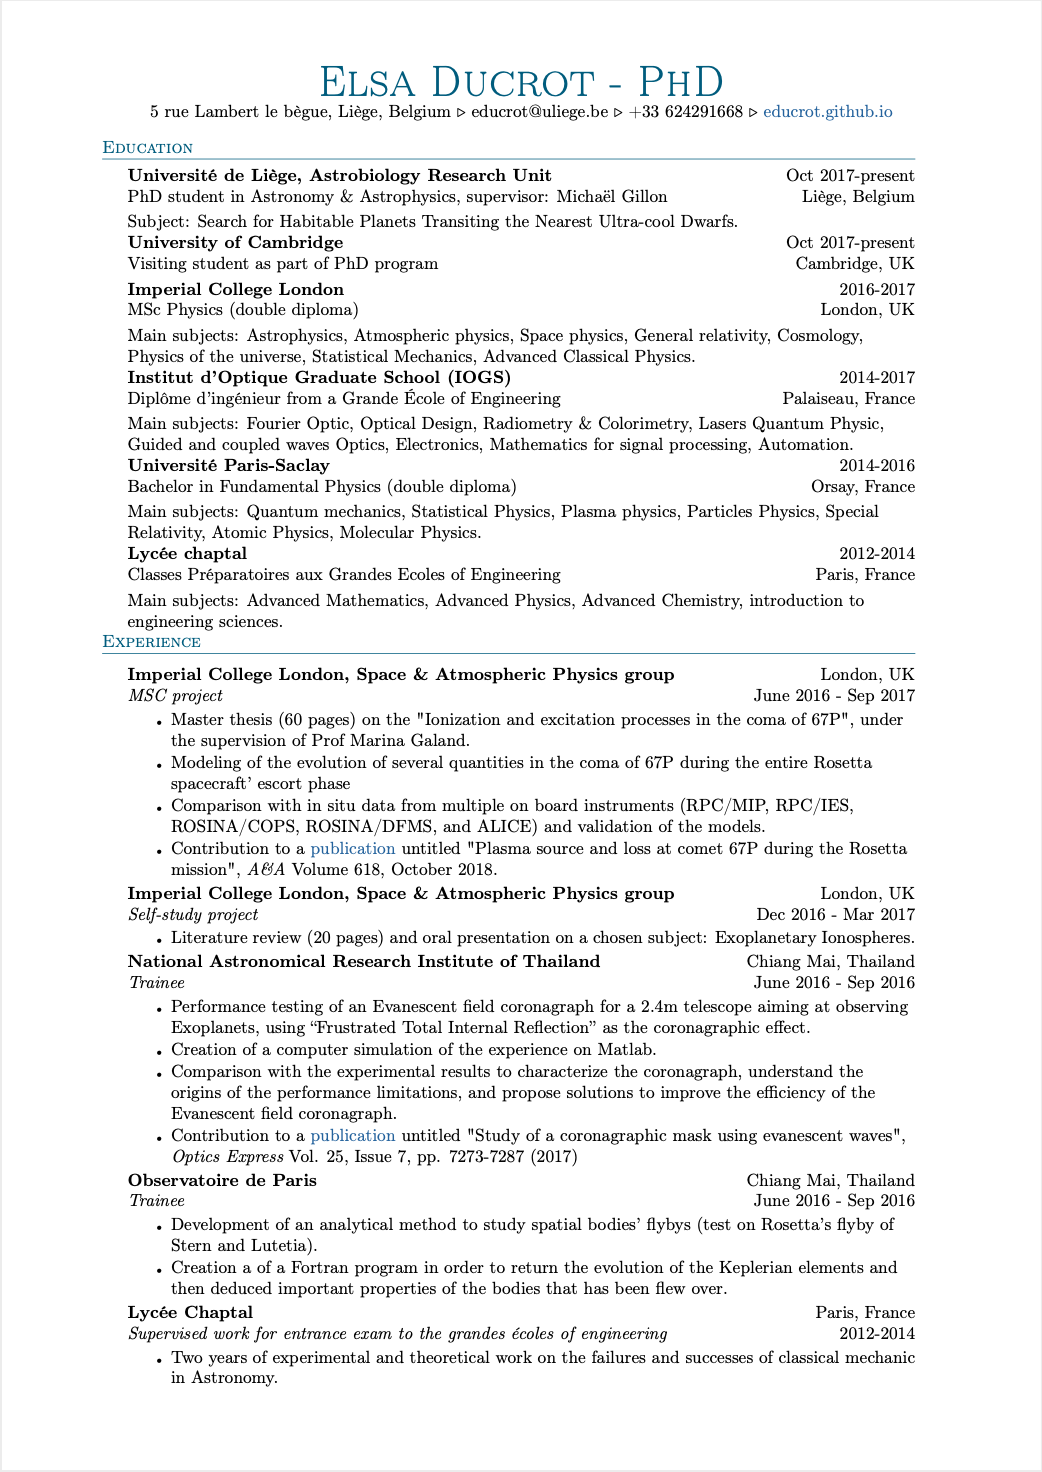 Elsa Ducrot - PhD
5 rue Lambert le bègue, Liège, Belgium ▷ educrot@uliege.be ▷ +33 624291668 ▷ educrot.github.io
Education
Université de Liège, Astrobiology Research Unit Oct 2017-present
PhD student in Astronomy & Astrophysics, supervisor: Michaël Gillon Liège, Belgium
Subject: Search for Habitable Planets Transiting the Nearest Ultra-cool Dwarfs.
University of Cambridge Oct 2017-present
Visiting student as part of PhD program Cambridge, UK
Imperial College London 2016-2017
MSc Physics (double diploma) London, UK
Main subjects: Astrophysics, Atmospheric physics, Space physics, General relativity, Cosmology,
Physics of the universe, Statistical Mechanics, Advanced Classical Physics.
Institut d'Optique Graduate School (IOGS) 2014-2017
Diplôme d'ingénieur from a Grande École of Engineering Palaiseau, France
Main subjects: Fourier Optic, Optical Design, Radiometry & Colorimetry, Lasers Quantum Physic,
Guided and coupled waves Optics, Electronics, Mathematics for signal processing, Automation.
Université Paris-Saclay 2014-2016
Bachelor in Fundamental Physics (double diploma) Orsay, France
Main subjects: Quantum mechanics, Statistical Physics, Plasma physics, Particles Physics, Special
Relativity, Atomic Physics, Molecular Physics.
Lycée chaptal 2012-2014
Classes Préparatoires aux Grandes Ecoles of Engineering Paris, France
Main subjects: Advanced Mathematics, Advanced Physics, Advanced Chemistry, introduction to
engineering sciences.
Experience
Imperial College London, Space & Atmospheric Physics group London, UK
MSC project June 2016 - Sep 2017
• Master thesis (60 pages) on the "Ionization and excitation processes in the coma of 67P", under
the supervision of Prof Marina Galand.
• Modeling of the evolution of several quantities in the coma of 67P during the entire Rosetta
spacecraft' escort phase
• Comparison with in situ data from multiple on board instruments (RPC/MIP, RPC/IES,
ROSINA/COPS, ROSINA/DFMS, and ALICE) and validation of the models.
• Contribution to a publication untitled "Plasma source and loss at comet 67P during the Rosetta
mission", A&A Volume 618, October 2018.
Imperial College London, Space & Atmospheric Physics group London, UK
Self-study project Dec 2016 - Mar 2017
• Literature review (20 pages) and oral presentation on a chosen subject: Exoplanetary Ionospheres.
National Astronomical Research Institute of Thailand Chiang Mai, Thailand
Trainee June 2016 - Sep 2016
• Performance testing of an Evanescent field coronagraph for a 2.4m telescope aiming at observing
Exoplanets, using “Frustrated Total Internal Reflection” as the coronagraphic effect.
• Creation of a computer simulation of the experience on Matlab.
• Comparison with the experimental results to characterize the coronagraph, understand the
origins of the performance limitations, and propose solutions to improve the efficiency of the
Evanescent field coronagraph.
• Contribution to a publication untitled "Study of a coronagraphic mask using evanescent waves",
Optics Express Vol. 25, Issue 7, pp. 7273-7287 (2017)
Observatoire de Paris Chiang Mai, Thailand
Trainee June 2016 - Sep 2016
• Development of an analytical method to study spatial bodies' flybys (test on Rosetta's flyby of
Stern and Lutetia).
• Creation a of a Fortran program in order to return the evolution of the Keplerian elements and
then deduced important properties of the bodies that has been flew over.
Lycée Chaptal Paris, France
Supervised work for entrance exam to the grandes écoles of engineering 2012-2014
• Two years of experimental and theoretical work on the failures and successes of classical mechanic
in Astronomy.